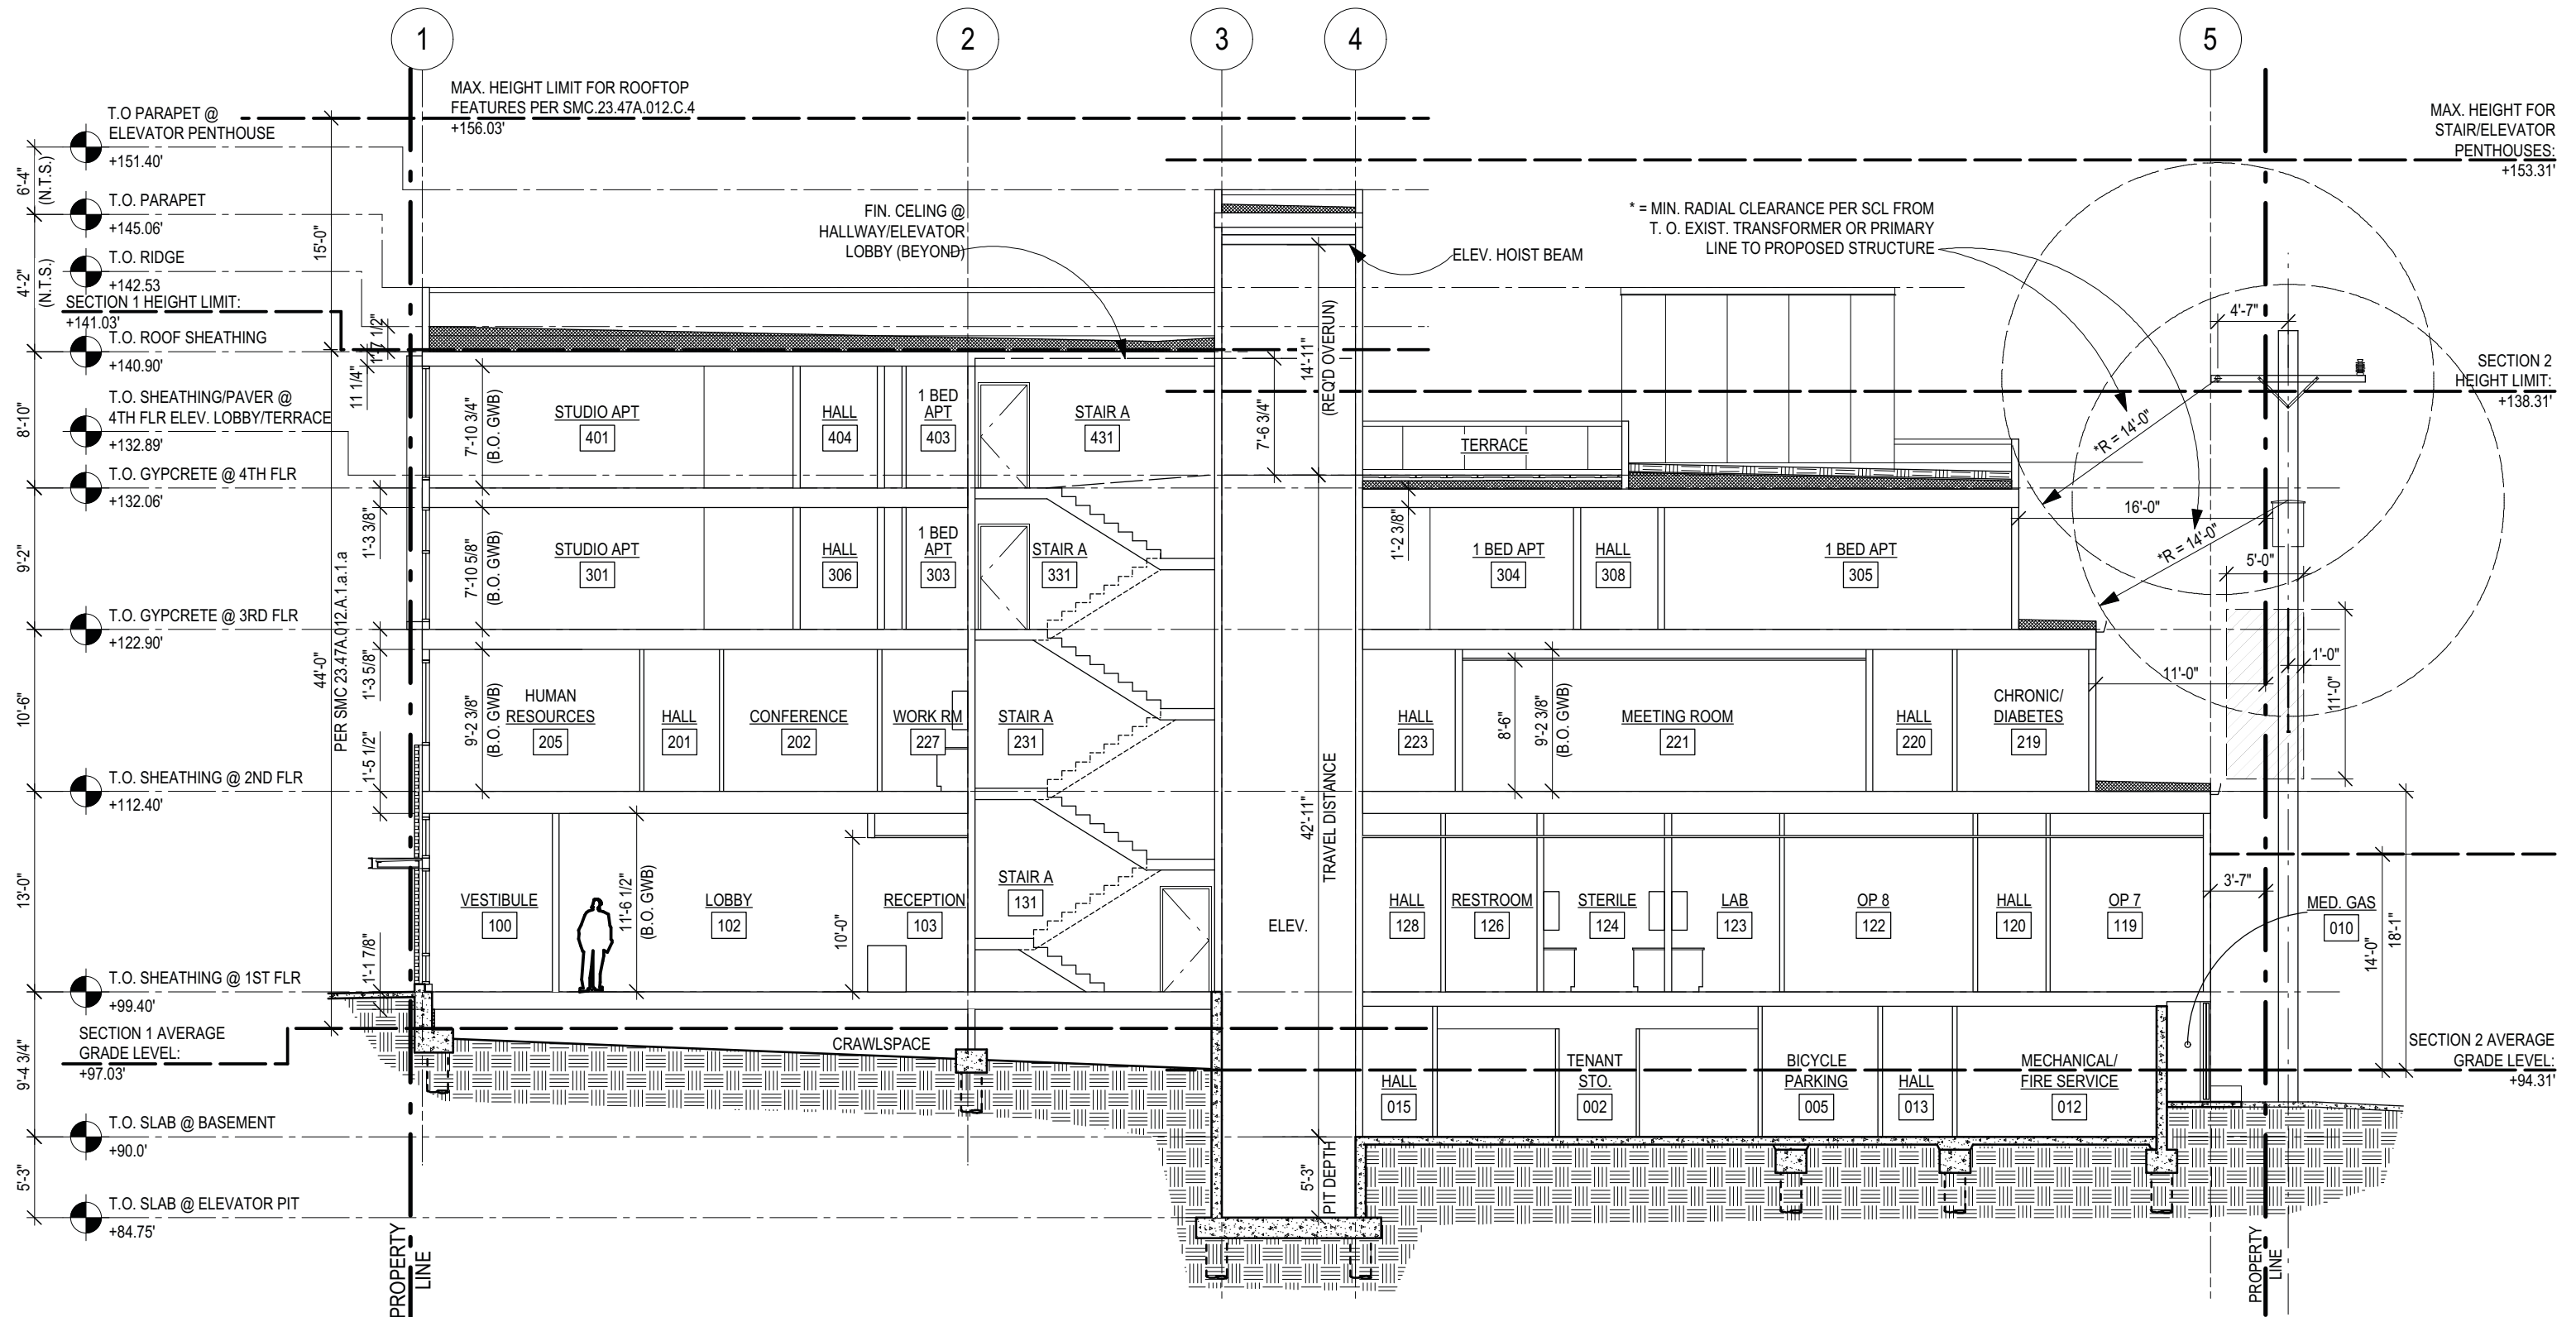 1
2
3
4
5
MAX. HEIGHT LIMIT FOR ROOFTOP
FEATURES PER SMC.23.47A.012.C.4
+156.03'
MAX. HEIGHT FOR
STAIR/ELEVATOR
PENTHOUSES:
+153.31'
T.O PARAPET @
ELEVATOR PENTHOUSE
+151.40'
T.O. PARAPET
+145.06'
T.O. RIDGE
+142.53
SECTION 1 HEIGHT LIMIT:
+141.03'
T.O. ROOF SHEATHING
+140.90'
T.O. SHEATHING/PAVER @
4TH FLR ELEV. LOBBY/TERRACE
+132.89'
T.O. GYPCRETE @ 4TH FLR
+132.06'
T.O. GYPCRETE @ 3RD FLR
+122.90'
T.O. SHEATHING @ 2ND FLR
+112.40'
T.O. SHEATHING @ 1ST FLR
+99.40'
SECTION 1 AVERAGE
GRADE LEVEL:
+97.03'
T.O. SLAB @ BASEMENT
+90.0'
T.O. SLAB @ ELEVATOR PIT
+84.75'
6'-4"
(N.T.S.)
4'-2"
(N.T.S.)
8'-10"
9'-2"
10'-6"
13'-0"
9'-4 3/4"
5'-3"
15'-0"
44'-0"
PER SMC 23.47A.012.A.1.a.1.a
1'-7 1/2"
11 1/4"
1'-3 3/8"
1'-3 5/8"
1'-5 1/2"
1'-1 7/8"
FIN. CELING @
HALLWAY/ELEVATOR
LOBBY (BEYOND)
ELEV. HOIST BEAM
* = MIN. RADIAL CLEARANCE PER SCL FROM
T. O. EXIST. TRANSFORMER OR PRIMARY
LINE TO PROPOSED STRUCTURE
4'-7"
SECTION 2
HEIGHT LIMIT:
+138.31'
*R = 14'-0"
*R = 14'-0"
16'-0"
5'-0"
1'-0"
11'-0"
11'-0"
7'-10 3/4"
(B.O. GWB)
STUDIO APT
401
HALL
404
1 BED
APT
403
STAIR A
431
7'-6 3/4"
14'-11"
(REQ'D OVERUN)
TERRACE
7'-10 5/8"
(B.O. GWB)
STUDIO APT
301
HALL
306
1 BED
APT
303
STAIR A
331
1'-2 3/8"
1 BED APT
304
HALL
308
1 BED APT
305
9'-2 3/8"
(B.O. GWB)
HUMAN
RESOURCES
205
HALL
201
CONFERENCE
202
WORK RM
227
STAIR A
231
HALL
223
8'-6"
9'-2 3/8"
(B.O. GWB)
MEETING ROOM
221
HALL
220
CHRONIC/
DIABETES
219
42'-11"
TRAVEL DISTANCE
VESTIBULE
100
11'-6 1/2"
(B.O. GWB)
LOBBY
102
10'-0"
RECEPTION
103
STAIR A
131
ELEV.
HALL
128
RESTROOM
126
STERILE
124
LAB
123
OP 8
122
HALL
120
OP 7
119
3'-7"
MED. GAS
010
14'-0"
18'-1"
CRAWLSPACE
HALL
015
TENANT
STO.
002
BICYCLE
PARKING
005
HALL
013
MECHANICAL/
FIRE SERVICE
012
SECTION 2 AVERAGE
GRADE LEVEL:
+94.31'
5'-3"
PIT DEPTH
PROPERTY
LINE
PROPERTY
LINE